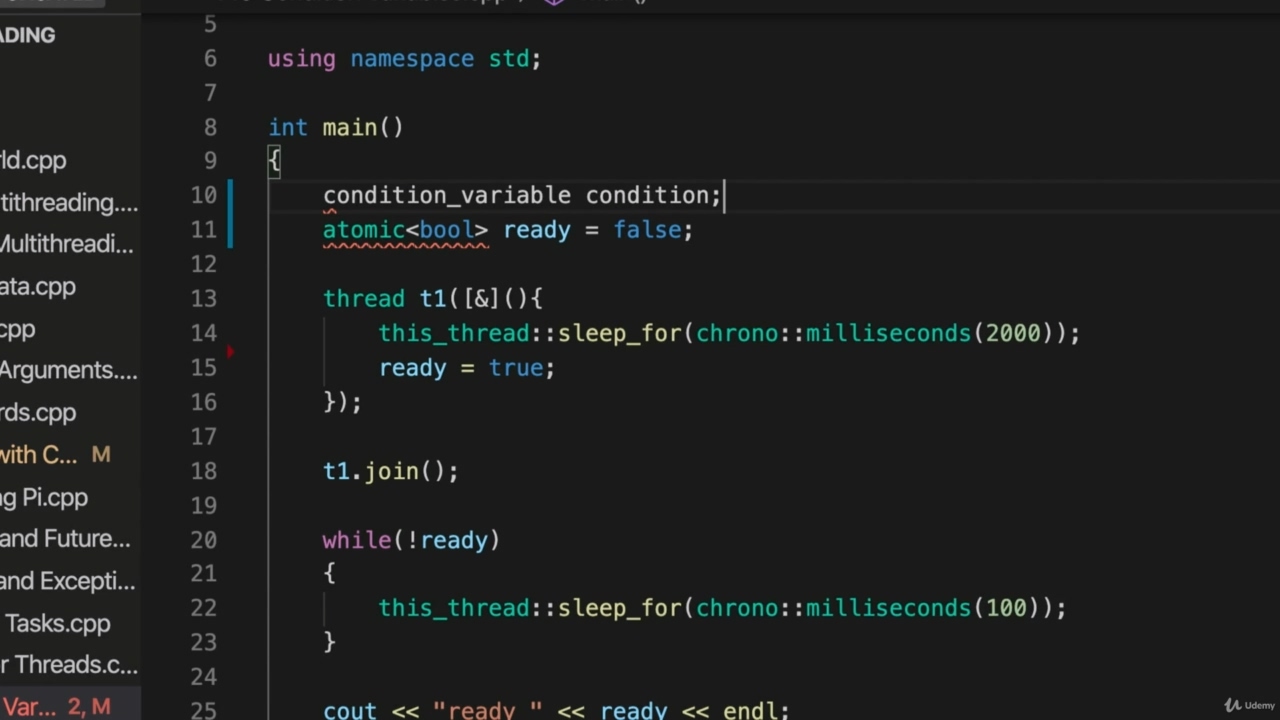 ADING
rld.cpp
tithreading....
Multithreadi...
ata.cpp
cpp
Arguments....
rds.cpp
with C... M
ng Pi.cpp
and Future...
and Excepti...
Tasks.cpp
r Threads.c...
Var... 2, M
5
6 using namespace std;
7
8 int main()
9 {
10 condition_variable condition;
11 atomic<bool> ready = false;
12
13 thread t1([&](){
14 this_thread::sleep_for(chrono::milliseconds(2000));
15 ready = true;
16 });
17
18 t1.join();
19
20 while(!ready)
21 {
22 this_thread::sleep_for(chrono::milliseconds(100));
23 }
24
25 cout << "ready " << ready << endl;
Udemy